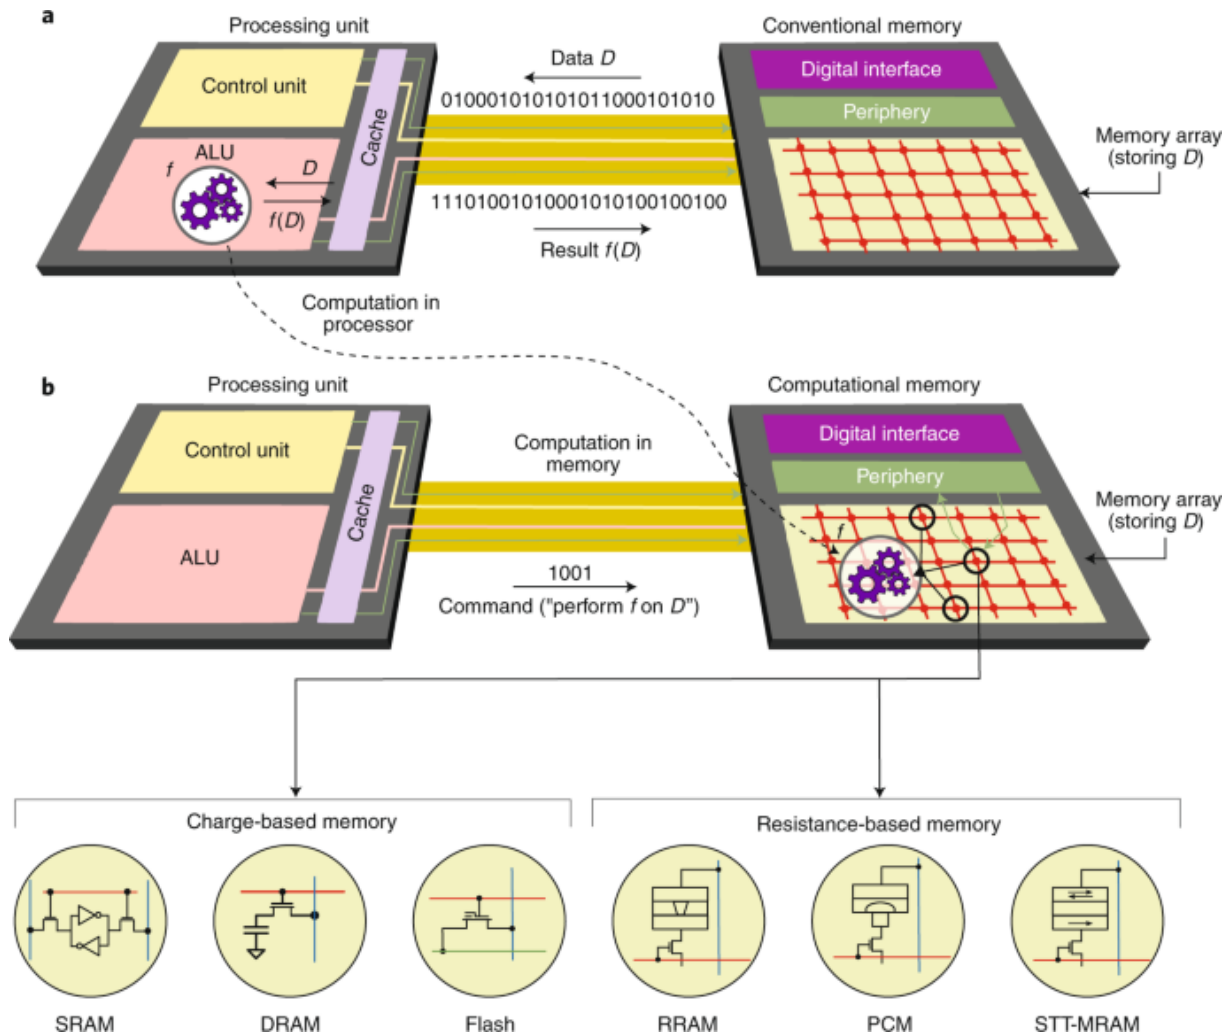 a
Processing unit
Conventional memory
Control unit
Cache
Data D
010001010101011000101010
Digital interface
Periphery
Memory array
(storing D)
ALU
f
D
f(D)
11101001010001010100100100
Result f(D)
Computation in
processor
b
Processing unit
Computational memory
Control unit
Cache
Computation in
memory
Digital interface
Periphery
Memory array
(storing D)
f
ALU
1001
Command ("perform f on D")
Charge-based memory
Resistance-based memory
SRAM
DRAM
Flash
RRAM
PCM
STT-MRAM